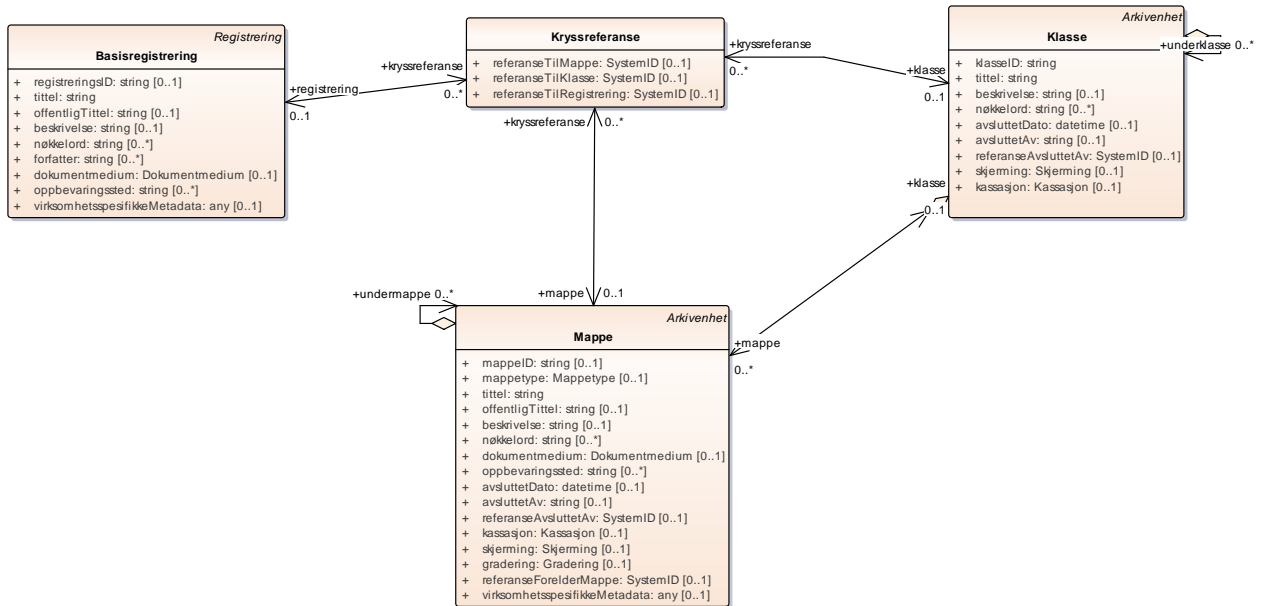 Registrering
Basisregistrering
+ registreringsID: string [0..1]
+ tittel: string
+ offentligTittel: string [0..1]
+ beskrivelse: string [0..1]
+ nøkkelord: string [0..*]
+ forfatter: string [0..*]
+ dokumentmedium: Dokumentmedium [0..1]
+ oppbevaringssted: string [0..*]
+ virksomhetsspesifikkeMetadata: any [0..1]
+registrering
0..1
+kryssreferanse
0..*
Kryssreferanse
+ referanseTilMappe: SystemID [0..1]
+ referanseTilKlasse: SystemID [0..1]
+ referanseTilRegistrering: SystemID [0..1]
+kryssreferanse
0..*
+kryssreferanse
0..*
+klasse
0..1
Arkivenhet
Klasse
+ klasseID: string
+ tittel: string
+ beskrivelse: string [0..1]
+ nøkkelord: string [0..*]
+ avsluttetDato: datetime [0..1]
+ avsluttetAv: string [0..1]
+ referanseAvsluttetAv: SystemID [0..1]
+ skjerming: Skjerming [0..1]
+ kassasjon: Kassasjon [0..1]
+underklasse 0..*
+klasse
0..1
+undermappe 0..*
+mappe
0..1
+mappe
0..*
Arkivenhet
Mappe
+ mappeID: string [0..1]
+ mappetype: Mappetype [0..1]
+ tittel: string
+ offentligTittel: string [0..1]
+ beskrivelse: string [0..1]
+ nøkkelord: string [0..*]
+ dokumentmedium: Dokumentmedium [0..1]
+ oppbevaringssted: string [0..*]
+ avsluttetDato: datetime [0..1]
+ avsluttetAv: string [0..1]
+ referanseAvsluttetAv: SystemID [0..1]
+ kassasjon: Kassasjon [0..1]
+ skjerming: Skjerming [0..1]
+ gradering: Gradering [0..1]
+ referanseForelderMappe: SystemID [0..1]
+ virksomhetsspesifikkeMetadata: any [0..1]